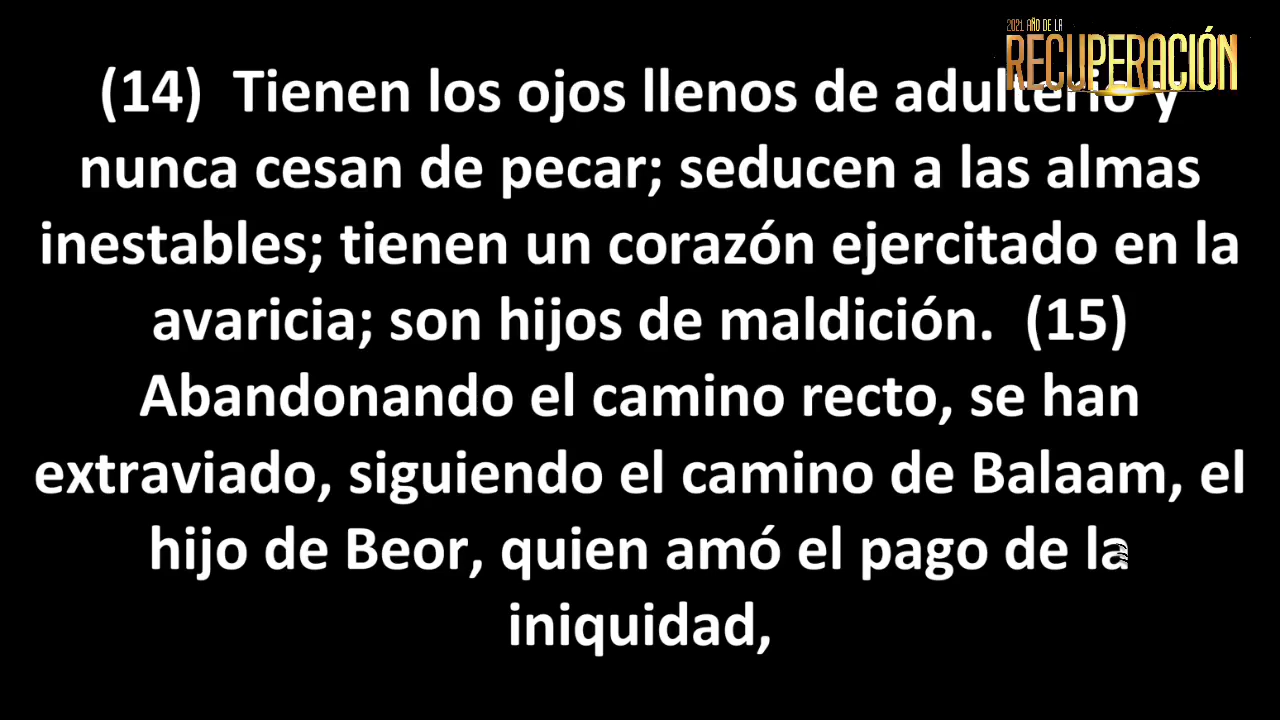 2021 AÑO DE LA
RECUPERACIÓN
(14) Tienen los ojos llenos de adulterio y
nunca cesan de pecar; seducen a las almas
inestables; tienen un corazón ejercitado en la
avaricia; son hijos de maldición. (15)
Abandonando el camino recto, se han
extraviado, siguiendo el camino de Balaam, el
hijo de Beor, quien amó el pago de la
iniquidad,